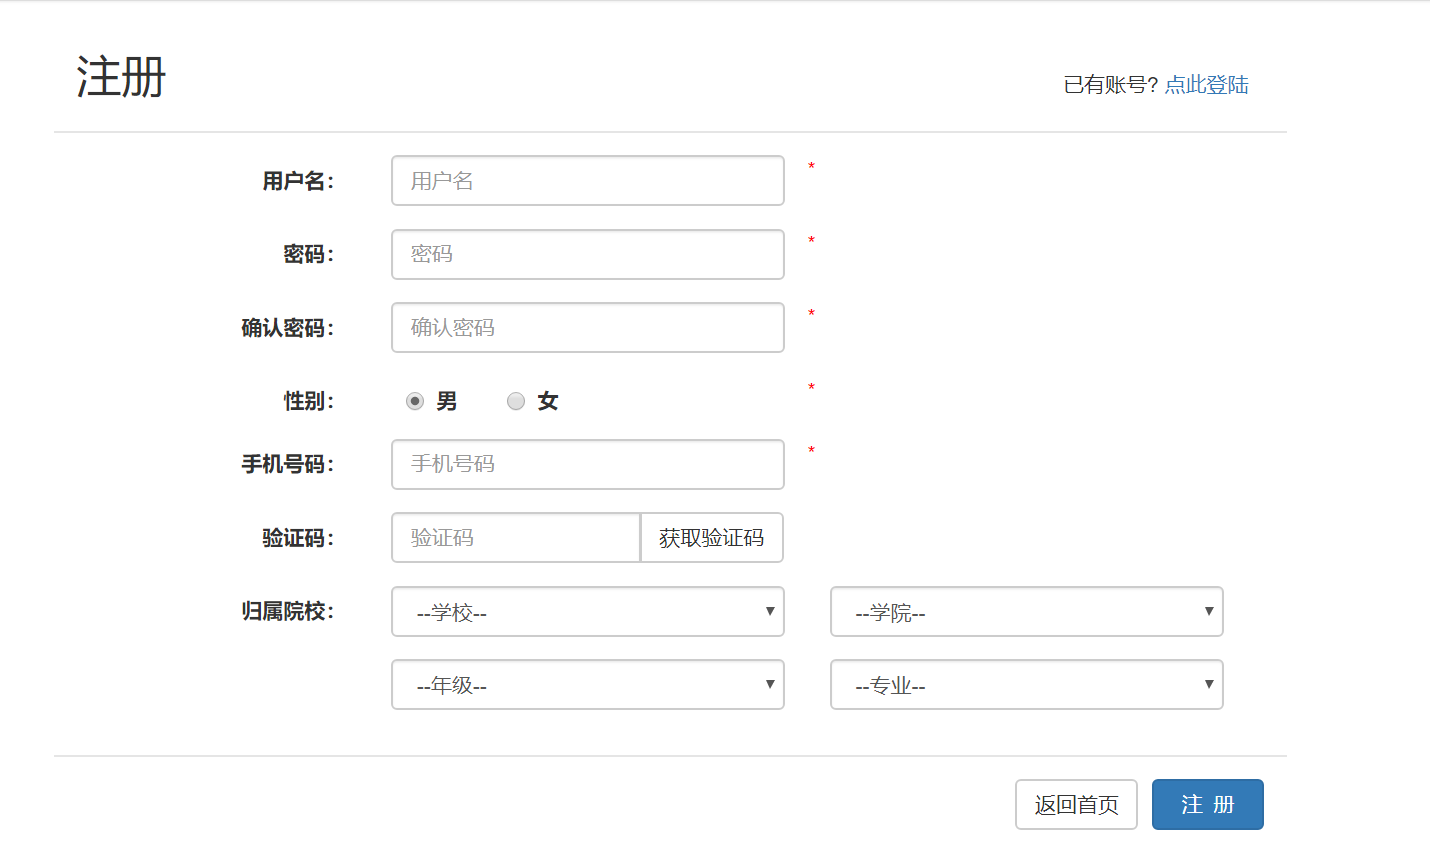 注册
已有账号? 点此登陆
用户名： 用户名 *
密码： 密码 *
确认密码： 确认密码 *
性别： 男 女 *
手机号码： 手机号码 *
验证码： 验证码 获取验证码
归属院校： --学校-- --学院--
--年级-- --专业--
返回首页 注 册